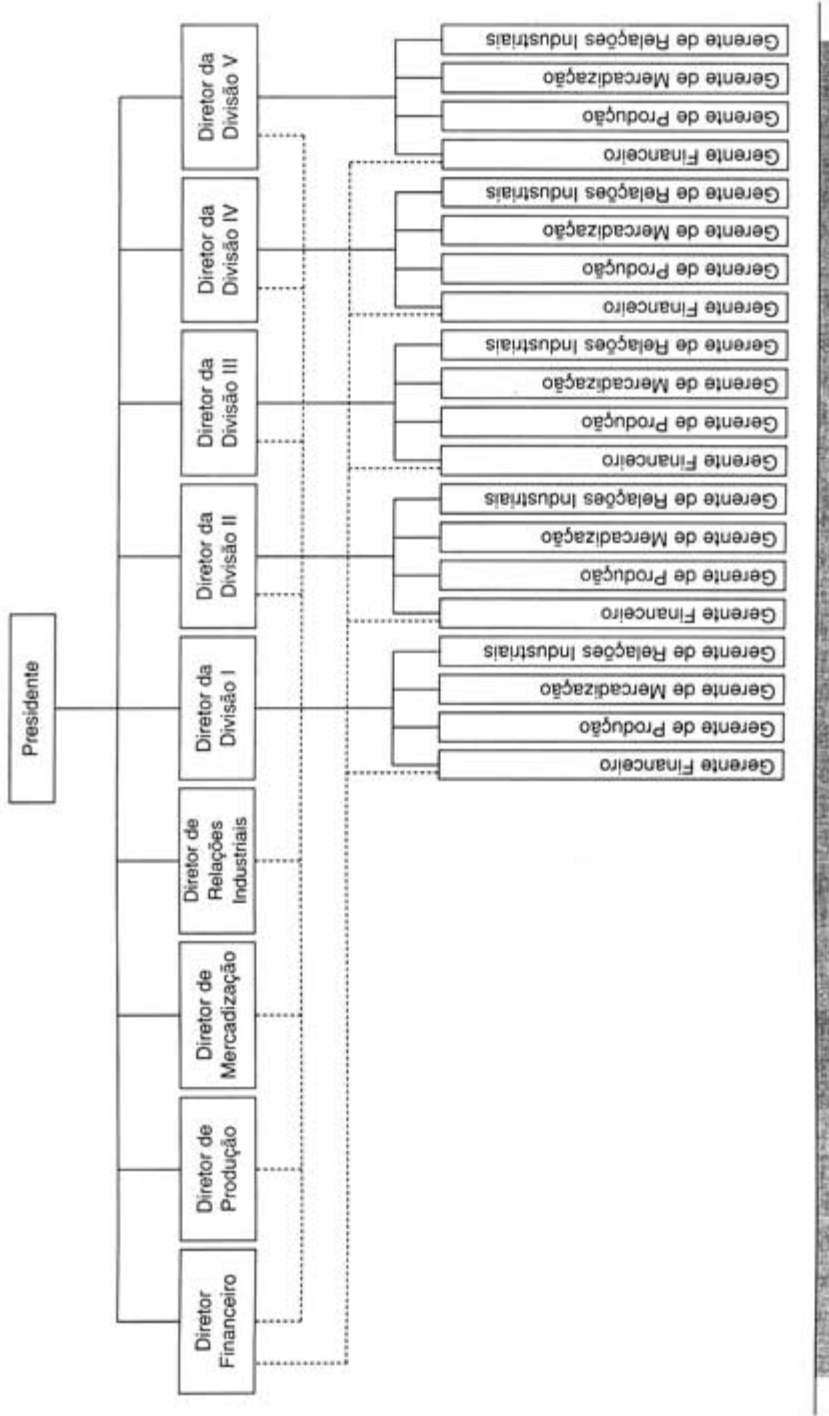 Presidente
Diretor
Financeiro
Diretor de
Produção
Diretor de
Mercadização
Diretor de
Relações
Industriais
Diretor da
Divisão I
Diretor da
Divisão II
Diretor da
Divisão III
Diretor da
Divisão IV
Diretor da
Divisão V
Gerente Financeiro
Gerente de Produção
Gerente de Mercadização
Gerente de Relações Industriais
Gerente Financeiro
Gerente de Produção
Gerente de Mercadização
Gerente de Relações Industriais
Gerente Financeiro
Gerente de Produção
Gerente de Mercadização
Gerente de Relações Industriais
Gerente Financeiro
Gerente de Produção
Gerente de Mercadização
Gerente de Relações Industriais
Gerente Financeiro
Gerente de Produção
Gerente de Mercadização
Gerente de Relações Industriais